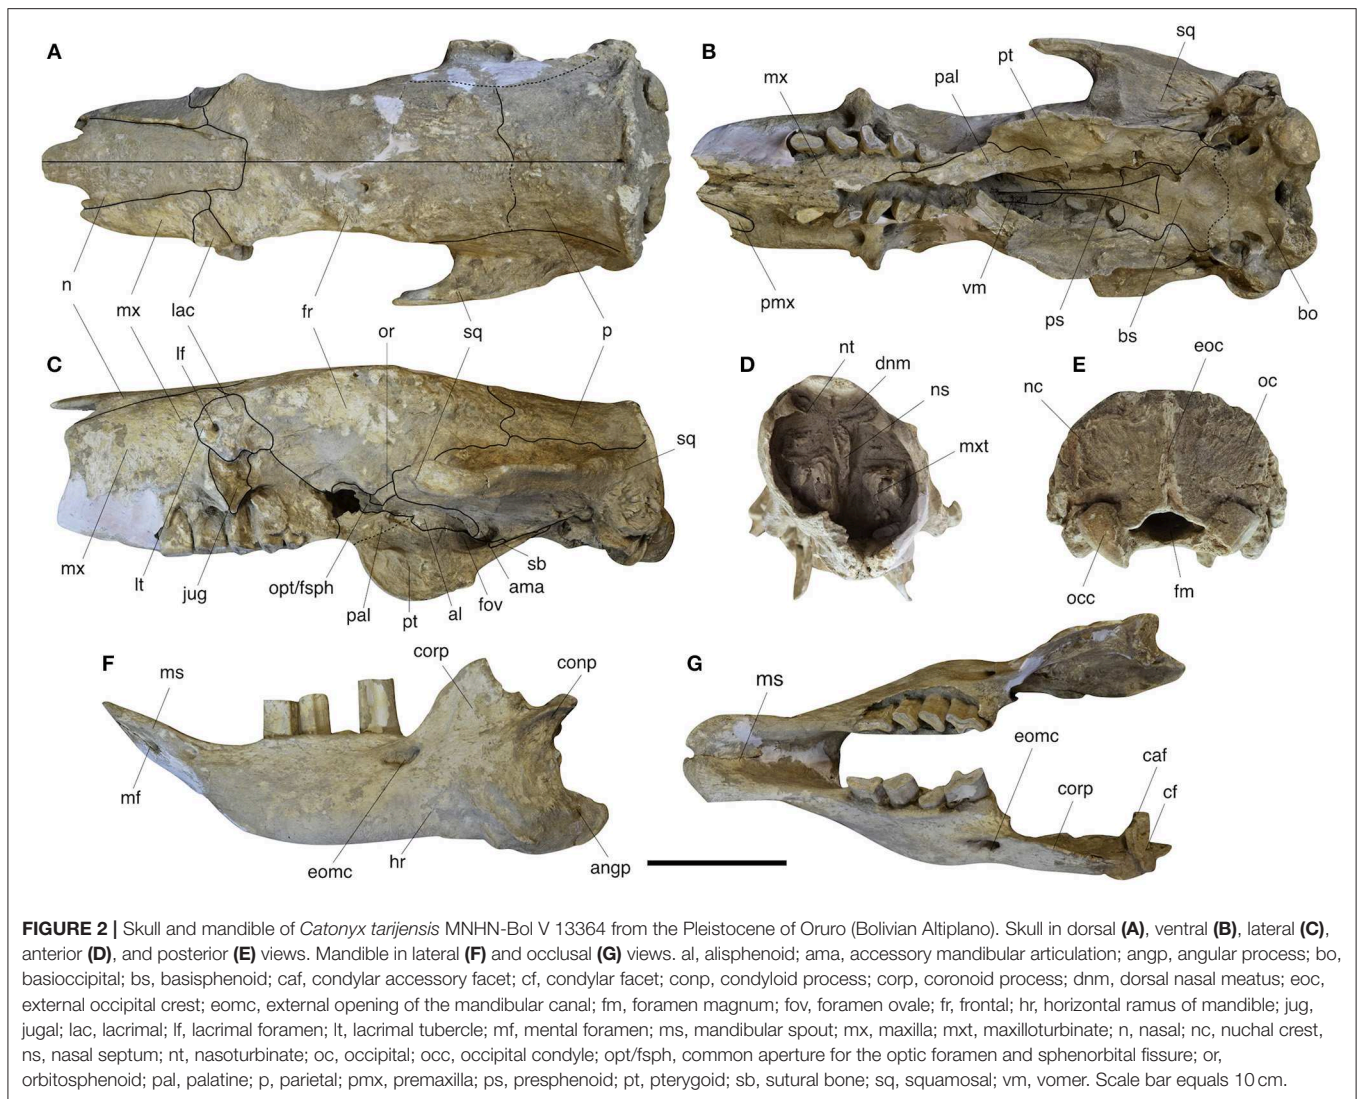 A
B
sq
pt
pal
mx
n
mx
lac
fr
or
sq
p
pmx
vm
ps
bs
bo
C
lf
sq
mx
lt
jug
opt/fsph
pal
pt
al
fov
ama
sb
D
nt
dnm
ns
mxt
E
eoc
nc
oc
occ
fm
F
ms
corp
conp
mf
eomc
hr
angp
G
ms
eomc
corp
caf
cf
FIGURE 2 | Skull and mandible of Catonyx tarijensis MNHN-Bol V 13364 from the Pleistocene of Oruro (Bolivian Altiplano). Skull in dorsal (A), ventral (B), lateral (C),
anterior (D), and posterior (E) views. Mandible in lateral (F) and occlusal (G) views. al, alisphenoid; ama, accessory mandibular articulation; angp, angular process; bo,
basioccipital; bs, basisphenoid; caf, condylar accessory facet; cf, condylar facet; conp, condyloid process; corp, coronoid process; dnm, dorsal nasal meatus; eoc,
external occipital crest; eomc, external opening of the mandibular canal; fm, foramen magnum; fov, foramen ovale; fr, frontal; hr, horizontal ramus of mandible; jug,
jugal; lac, lacrimal; lf, lacrimal foramen; lt, lacrimal tubercle; mf, mental foramen; ms, mandibular spout; mx, maxilla; mxt, maxilloturbinate; n, nasal; nc, nuchal crest,
ns, nasal septum; nt, nasoturbinate; oc, occipital; occ, occipital condyle; opt/fsph, common aperture for the optic foramen and sphenorbital fissure; or,
orbitosphenoid; pal, palatine; p, parietal; pmx, premaxilla; ps, presphenoid; pt, pterygoid; sb, sutural bone; sq, squamosal; vm, vomer. Scale bar equals 10 cm.